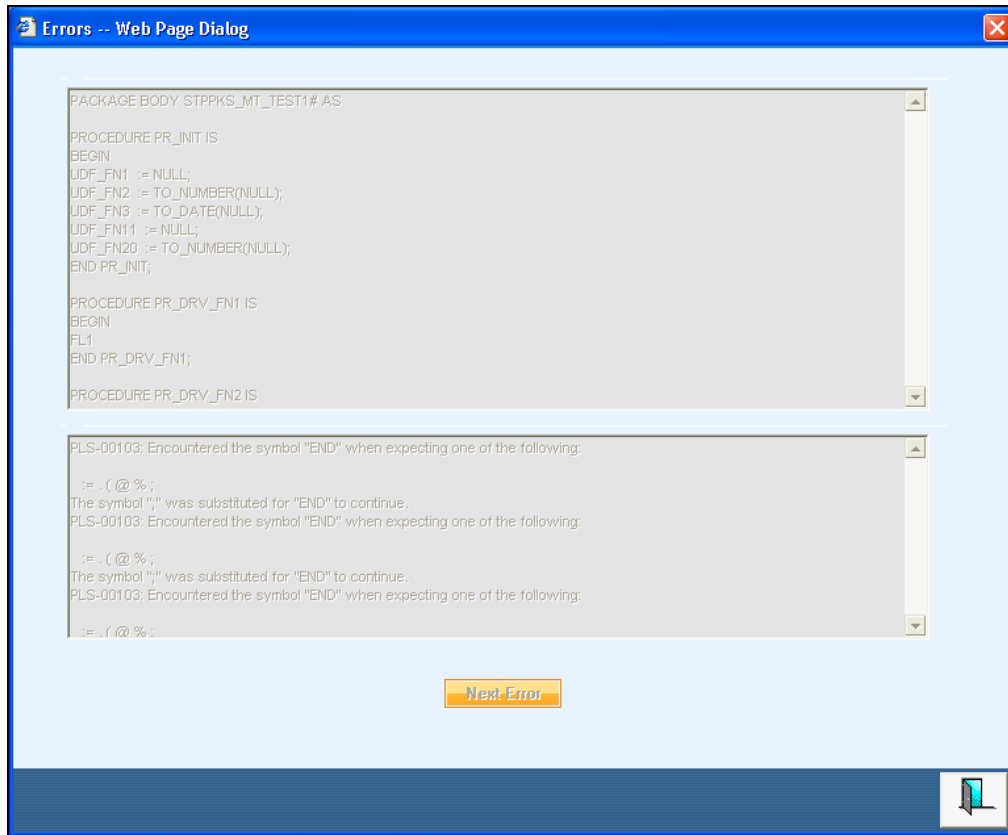 Errors -- Web Page Dialog
PACKAGE BODY STPPKS_MT_TEST1# AS
PROCEDURE PR_INIT IS
BEGIN
UDF_FN1 := NULL;
UDF_FN2 := TO_NUMBER(NULL);
UDF_FN3 := TO_DATE(NULL);
UDF_FN11 := NULL;
UDF_FN20 := TO_NUMBER(NULL);
END PR_INIT;
PROCEDURE PR_DRV_FN1 IS
BEGIN
FL1
END PR_DRV_FN1;
PROCEDURE PR_DRV_FN2 IS
PLS-00103: Encountered the symbol "END" when expecting one of the following:
:= . ( @ % ;
The symbol ";" was substituted for "END" to continue.
PLS-00103: Encountered the symbol "END" when expecting one of the following:
:= . ( @ % ;
The symbol ";" was substituted for "END" to continue.
PLS-00103: Encountered the symbol "END" when expecting one of the following:
:= . ( @ % ;
Next Error